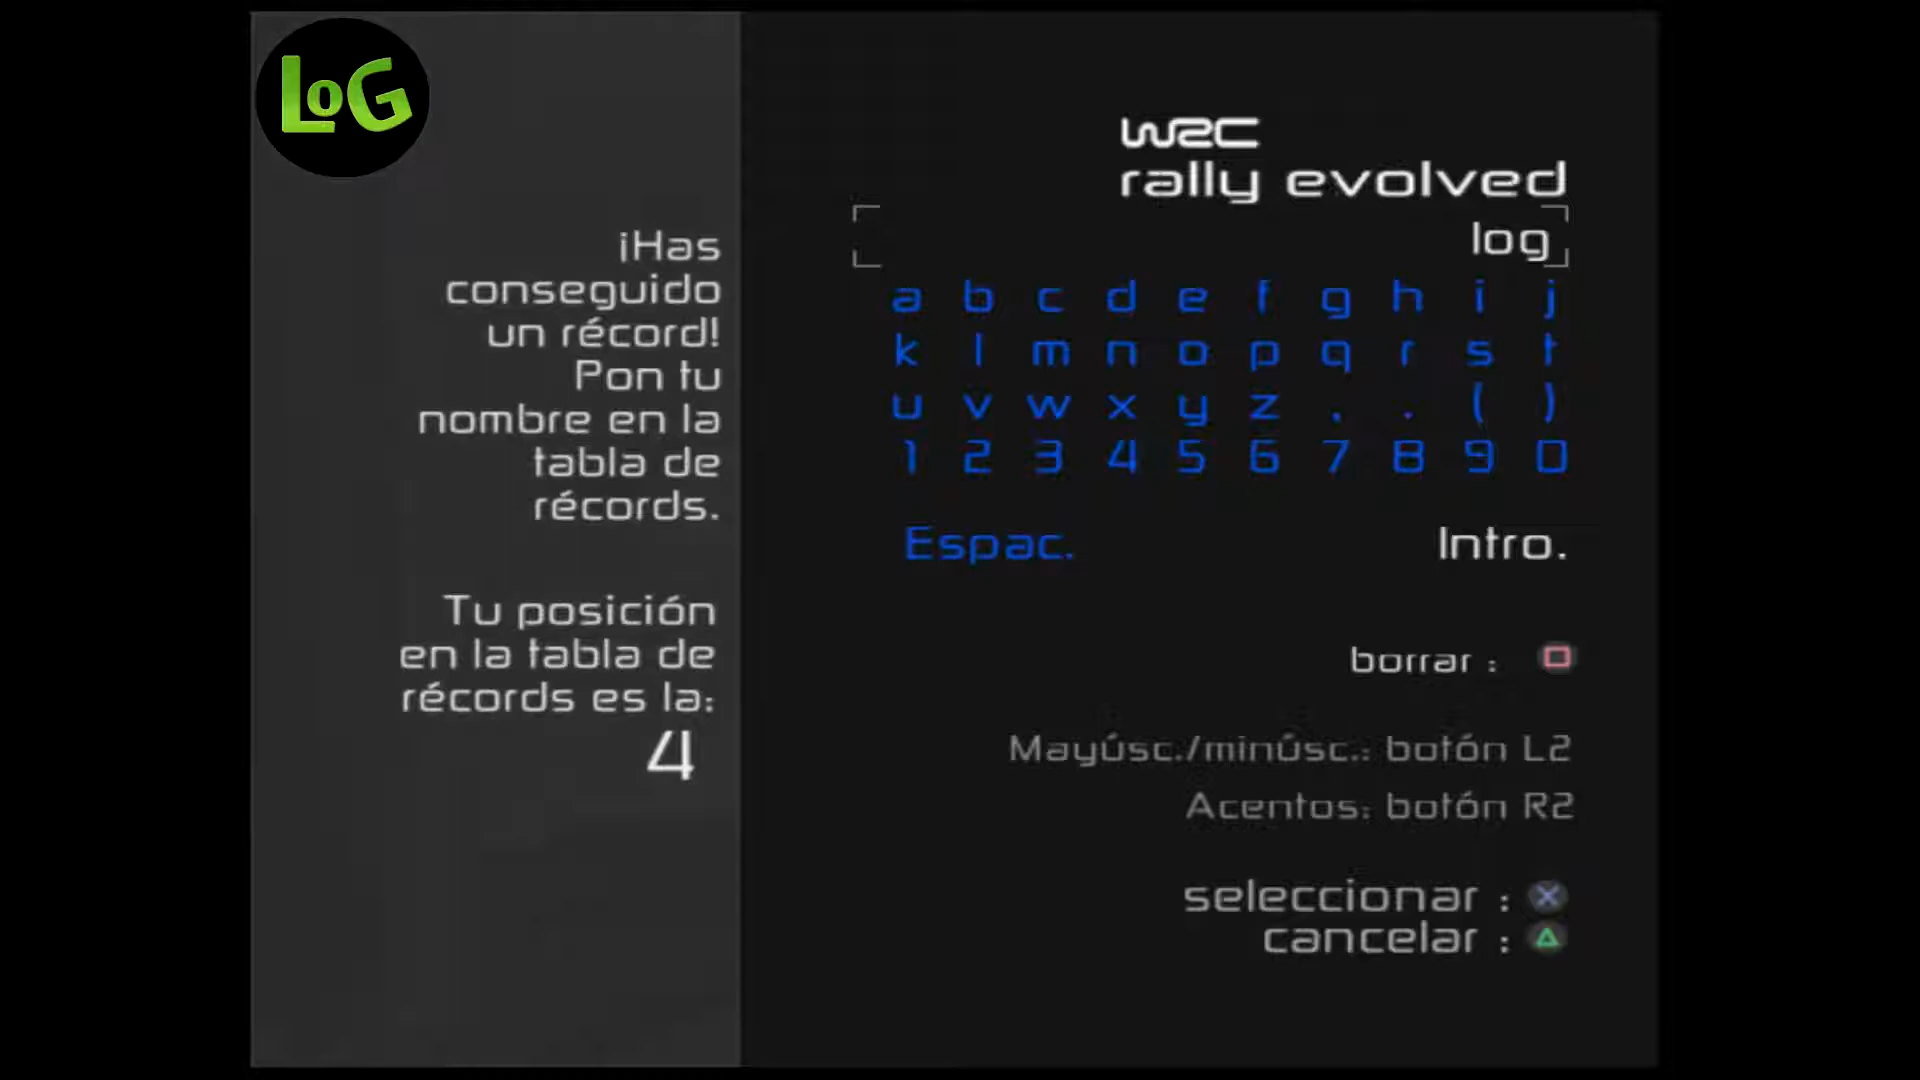 LoG
¡Has
conseguido
un récord!
Pon tu
nombre en la
tabla de
récords.
Tu posición
en la tabla de
récords es la:
4
WRC
rally evolved
log
a b c d e f g h i j
k l m n o p q r s t
u v w x y z , . ( )
1 2 3 4 5 6 7 8 9 0
Espac. Intro.
borrar :
Mayúsc./minúsc.: botón L2
Acentos: botón R2
seleccionar :
cancelar :